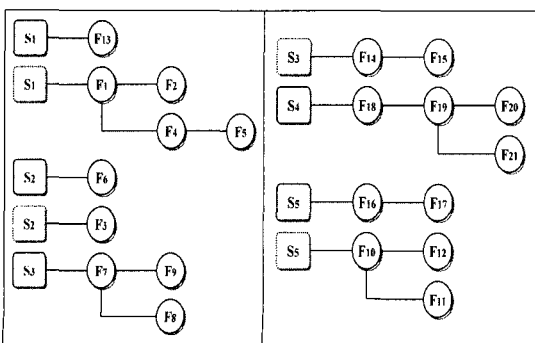 S1 F13
S1 F1 F2
F4 F5
S2 F6
S2 F3
S3 F7 F9
F8
S3 F14 F15
S4 F18 F19 F20
F21
S5 F16 F17
S5 F10 F12
F11